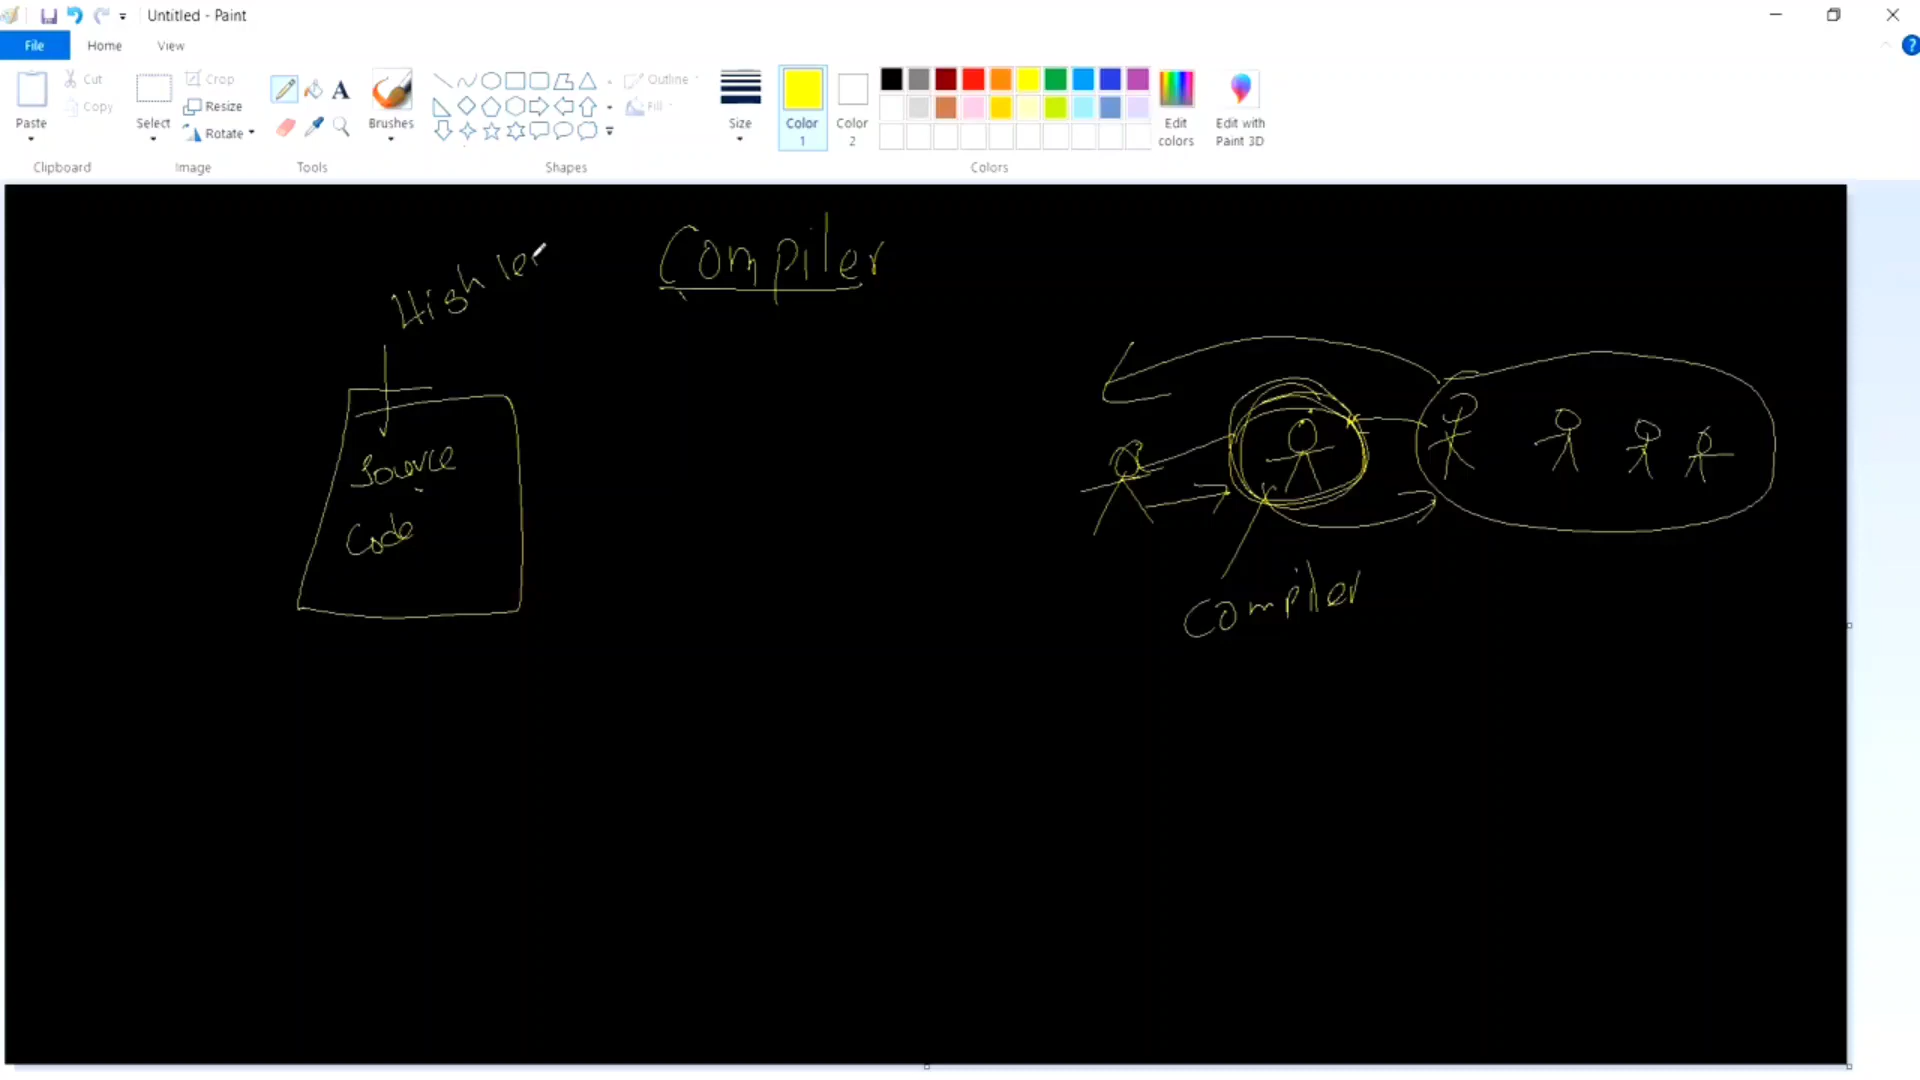 Untitled - Paint
File Home View
Paste
Cut
Copy
Clipboard
Select
Crop
Resize
Rotate
Image
Tools
Brushes
Shapes
Outline
Fill
Size
Color 1
Color 2
Edit colors
Edit with Paint 3D
Colors
Compiler
High lev
Source
Code
Compiler